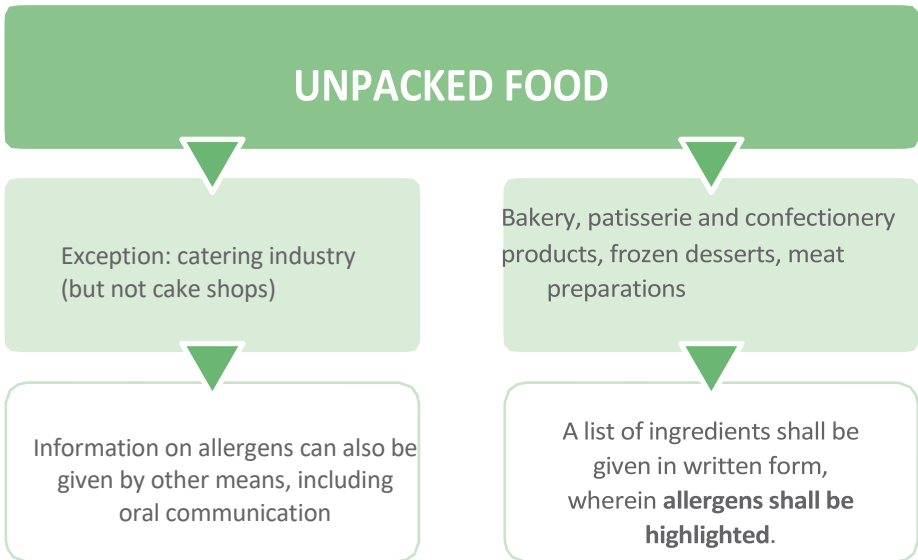 UNPACKED FOOD
Exception: catering industry
(but not cake shops)
Information on allergens can also be
given by other means, including
oral communication
Bakery, patisserie and confectionery
products, frozen desserts, meat
preparations
A list of ingredients shall be
given in written form,
wherein allergens shall be
highlighted.